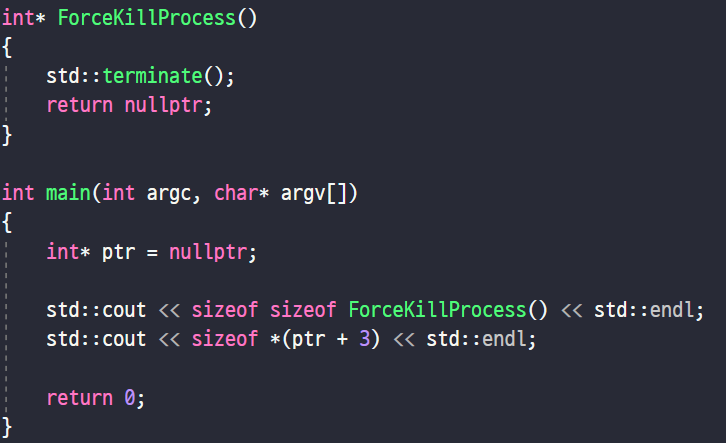 int* ForceKillProcess()
{
    std::terminate();
    return nullptr;
}

int main(int argc, char* argv[])
{
    int* ptr = nullptr;

    std::cout << sizeof sizeof ForceKillProcess() << std::endl;
    std::cout << sizeof *(ptr + 3) << std::endl;

    return 0;
}